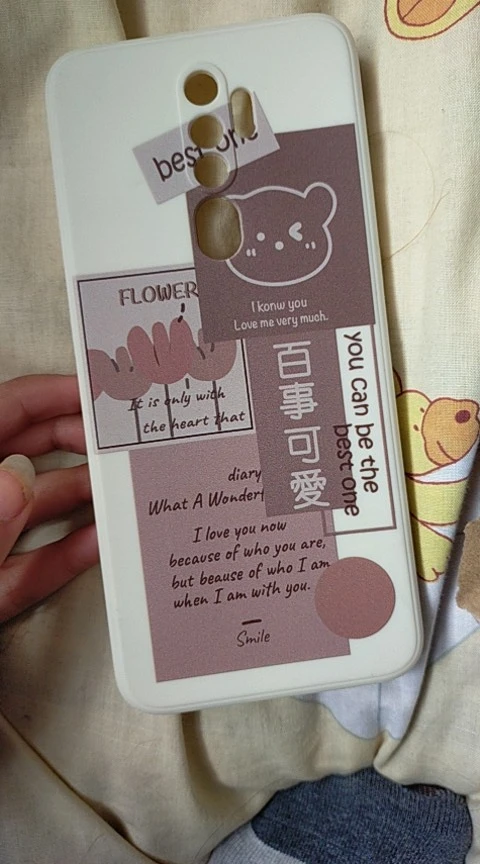 best one
I konw you
Love me very much.
FLOWER
It is only with
the heart that
百事可愛
you can be the
best one
diary
What A Wonderf
I love you now
because of who you are,
but beause of who I am
when I am with you.
Smile